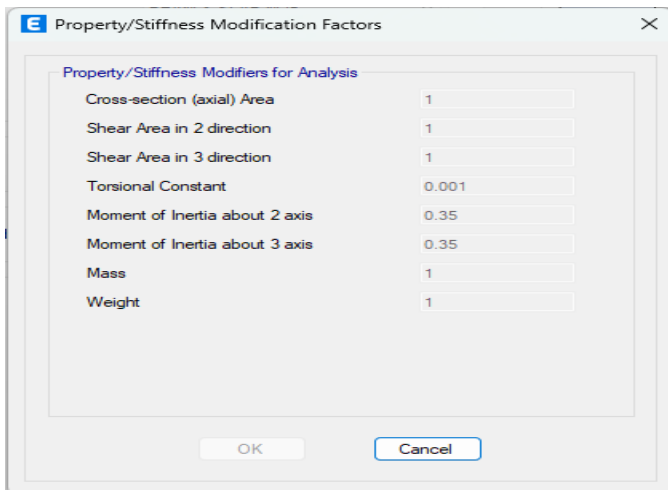 E Property/Stiffness Modification Factors
Property/Stiffness Modifiers for Analysis
Cross-section (axial) Area 1
Shear Area in 2 direction 1
Shear Area in 3 direction 1
Torsional Constant 0.001
Moment of Inertia about 2 axis 0.35
Moment of Inertia about 3 axis 0.35
Mass 1
Weight 1
OK Cancel